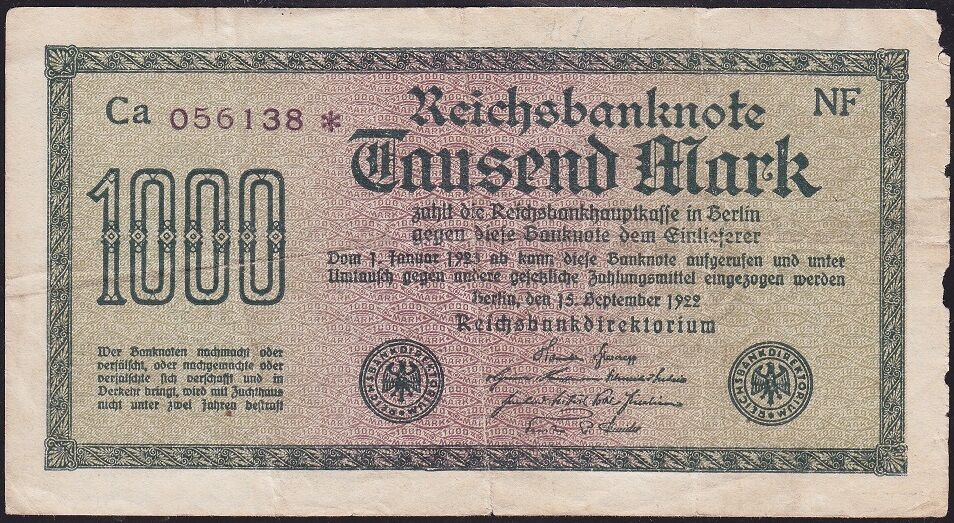 Ca 056138 *
NF
Reichsbanknote
Tausend Mark
1000
zahlt die Reichsbankhauptkasse in Berlin
gegen diese Banknote dem Einlieferer
Vom 1. Januar 1923 ab kann diese Banknote aufgerufen und unter
Umtausch gegen andere gesetzliche Zahlungsmittel eingezogen werden
Berlin, den 15. September 1922
Reichsbankdirektorium
Wer Banknoten nachmacht oder
verfälscht, oder nachgemachte oder
verfälschte sich verschafft und in
Verkehr bringt, wird mit Zuchthaus
nicht unter zwei Jahren bestraft
REICHSBANKDIREKTORIUM
REICHSBANKDIREKTORIUM